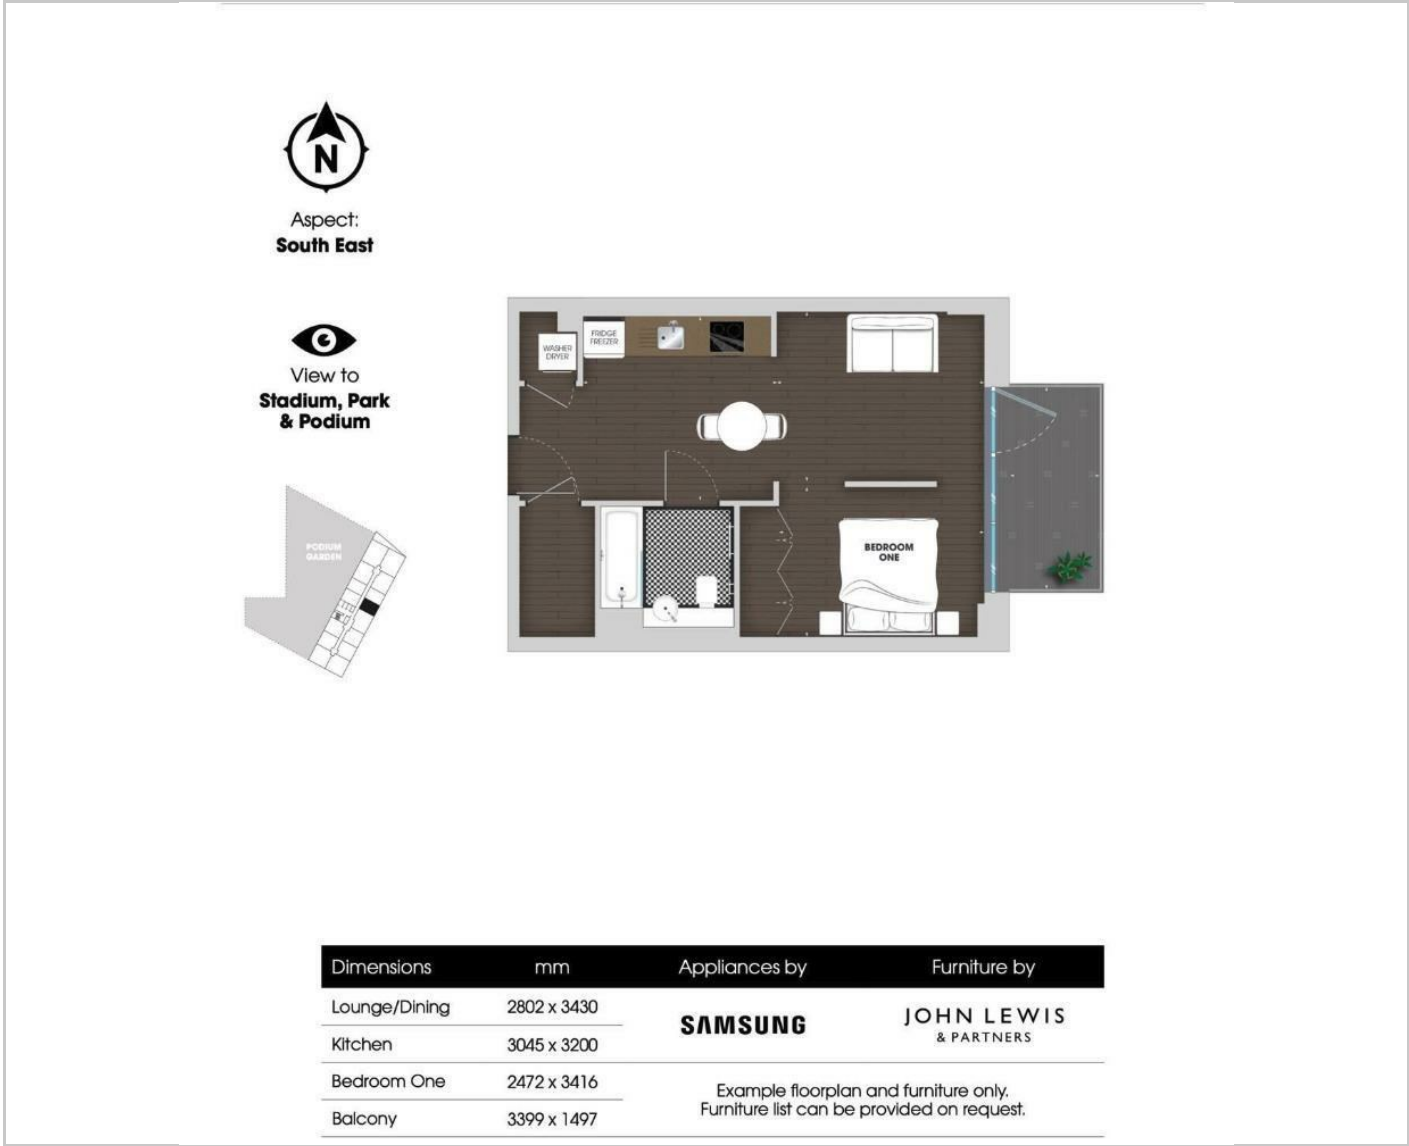 N
Aspect:
South East
View to
Stadium, Park
& Podium
PODIUM
GARDEN
WASHER
DRYER
FRIDGE
FREEZER
BEDROOM
ONE
Dimensions mm Appliances by Furniture by
Lounge/Dining 2802 x 3430
SAMSUNG
JOHN LEWIS
& PARTNERS
Kitchen 3045 x 3200
Bedroom One 2472 x 3416
Example floorplan and furniture only.
Furniture list can be provided on request.
Balcony 3399 x 1497